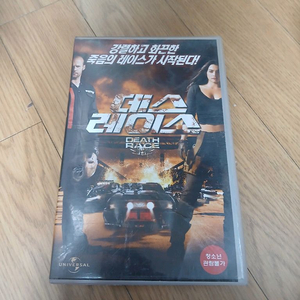 강렬하고 화끈한
죽음의 레이스가 시작된다!
데스
레이스
DEATH
RACE
청소년
관람불가
UNIVERSAL